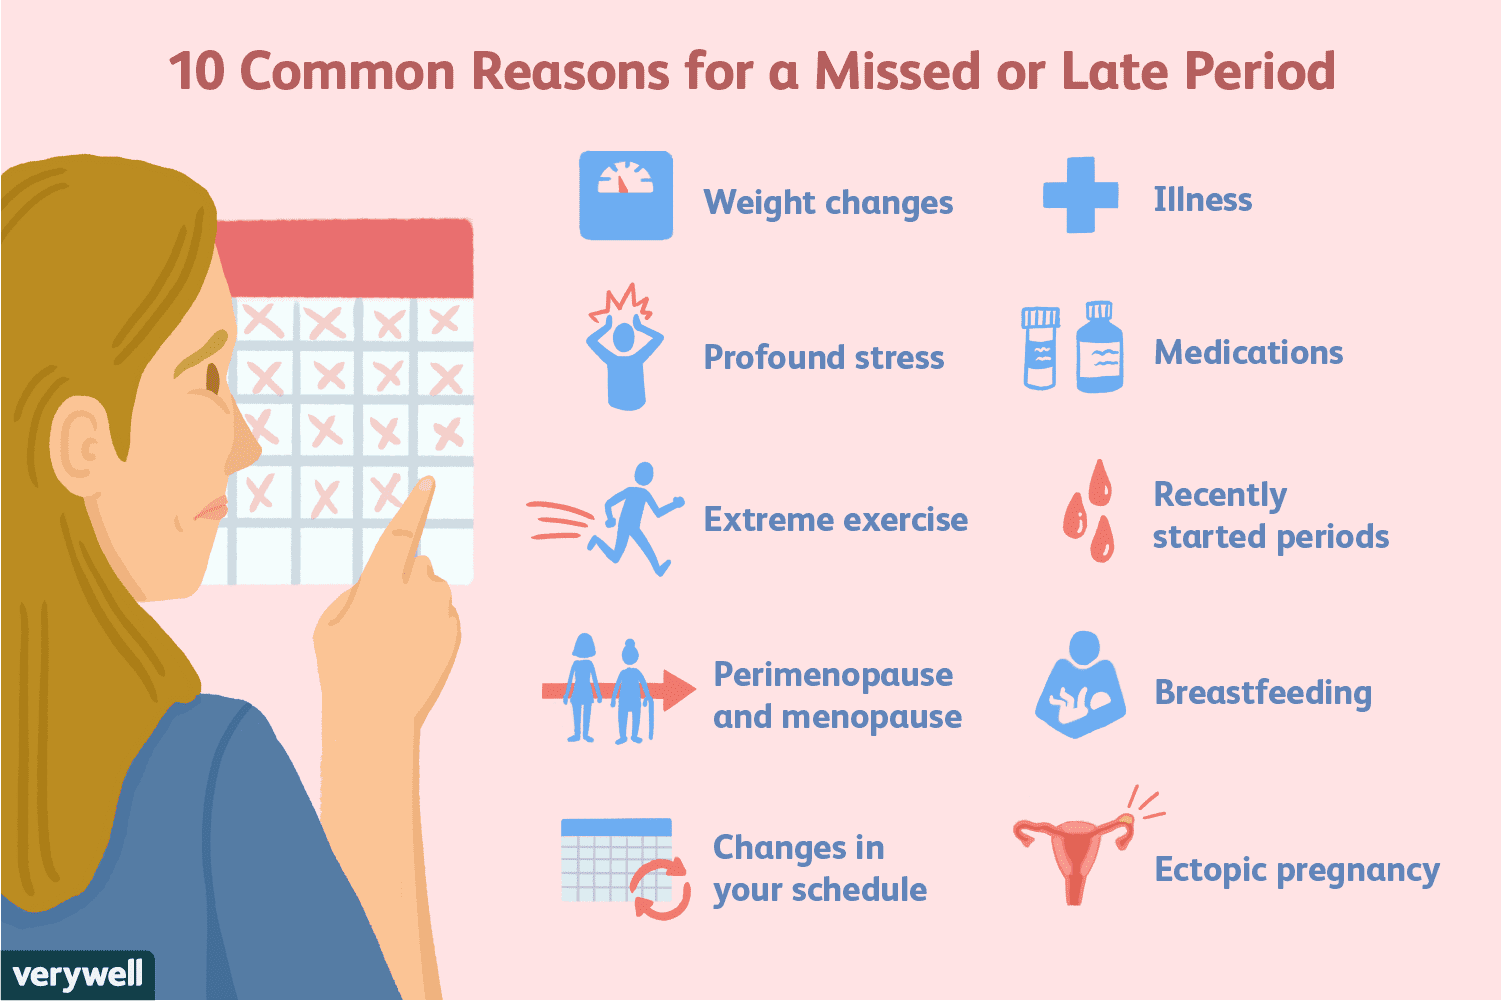 10 Common Reasons for a Missed or Late Period
Weight changes
Profound stress
Extreme exercise
Perimenopause
and menopause
Changes in
your schedule
Illness
Medications
Recently
started periods
Breastfeeding
Ectopic pregnancy
verywell